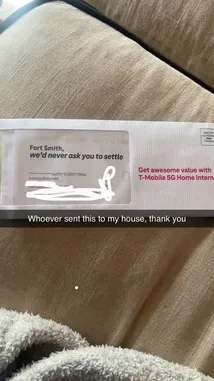 Fort Smith,
we'd never ask you to settle
Get awesome value with
T-Mobile 5G Home Intern
Whoever sent this to my house, thank you